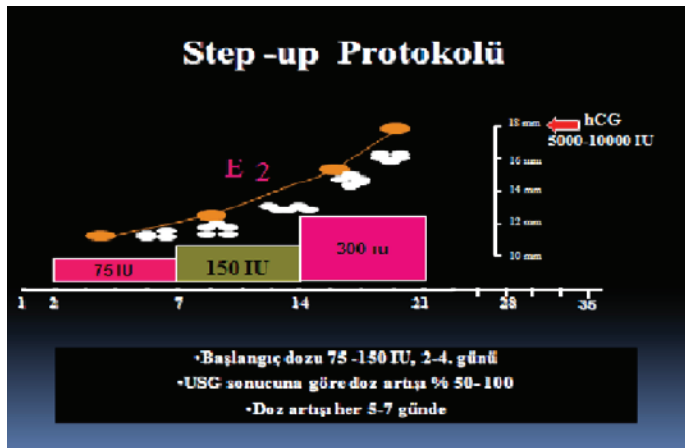 Step -up Protokolü
E 2
18 mm
hCG
5000-10000 IU
16 mm
14 mm
12 mm
10 mm
75 IU
150 IU
300 IU
1 2 7 14 21 28 35
•Başlangıç dozu 75 -150 IU, 2-4. günü
•USG sonucuna göre doz artışı % 50- 100
•Doz artışı her 5-7 günde